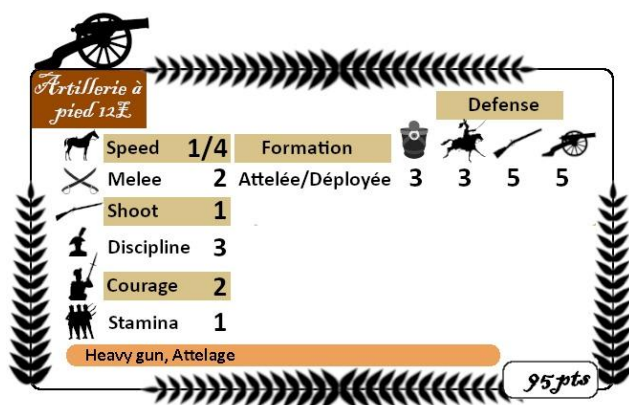 Artillerie à
pied 12£
Defense
Speed 1/4 Formation
Melee 2 Attelée/Déployée 3 3 5 5
Shoot 1
Discipline 3
Courage 2
Stamina 1
Heavy gun, Attelage
95pts